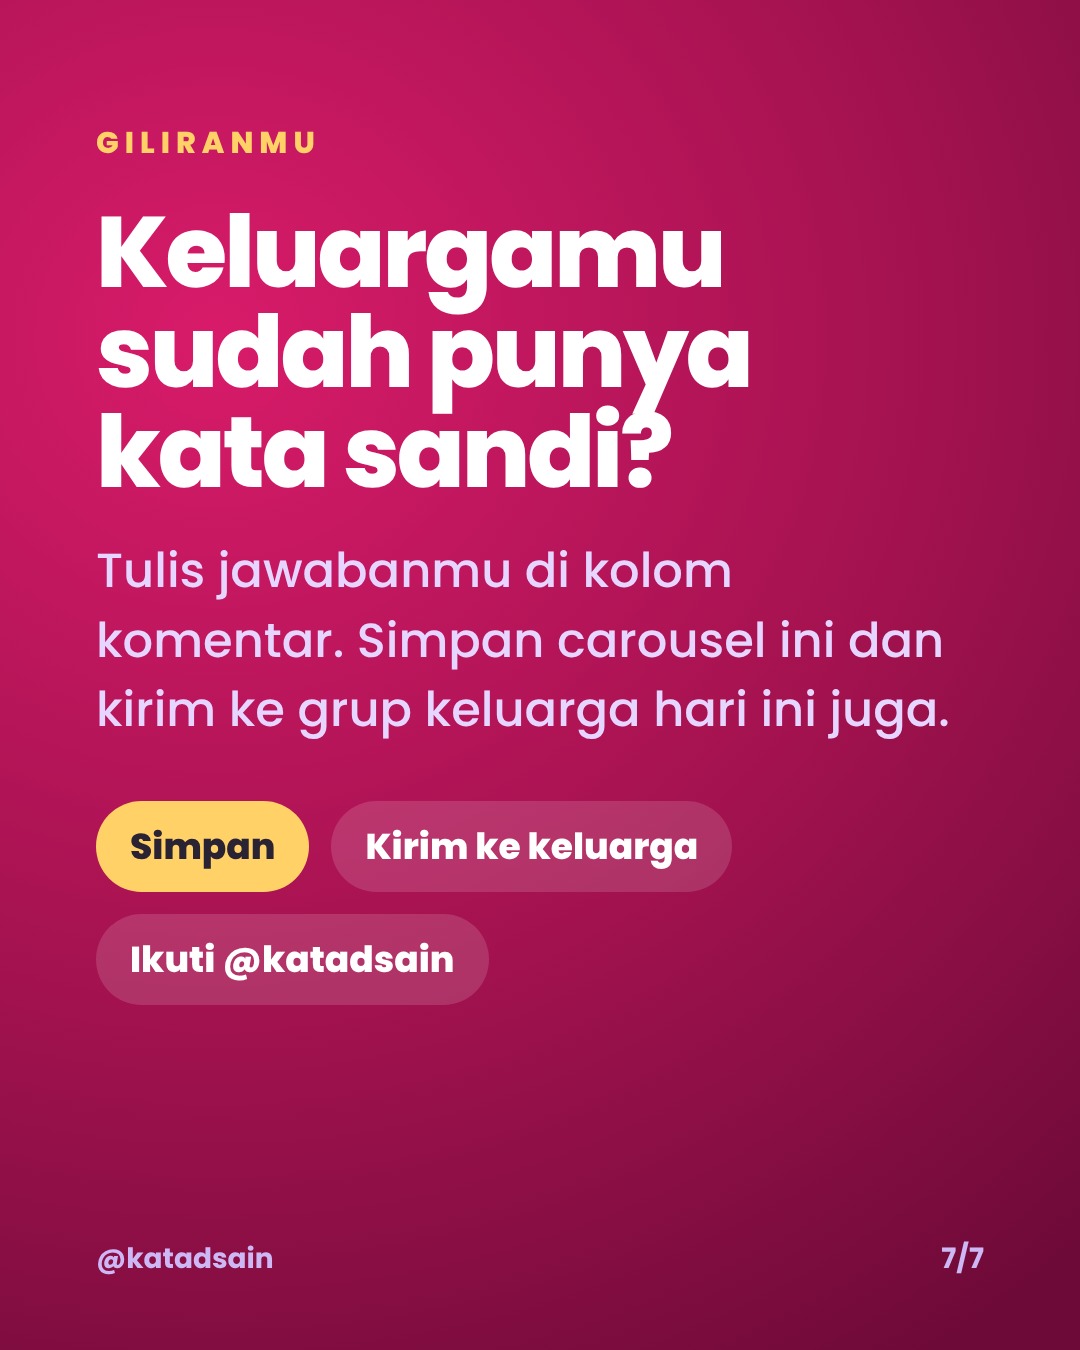 GILIRANMU
Keluargamu
sudah punya
kata sandi?
Tulis jawabanmu di kolom
komentar. Simpan carousel ini dan
kirim ke grup keluarga hari ini juga.
Simpan
Kirim ke keluarga
Ikuti @katadsain
@katadsain
7/7